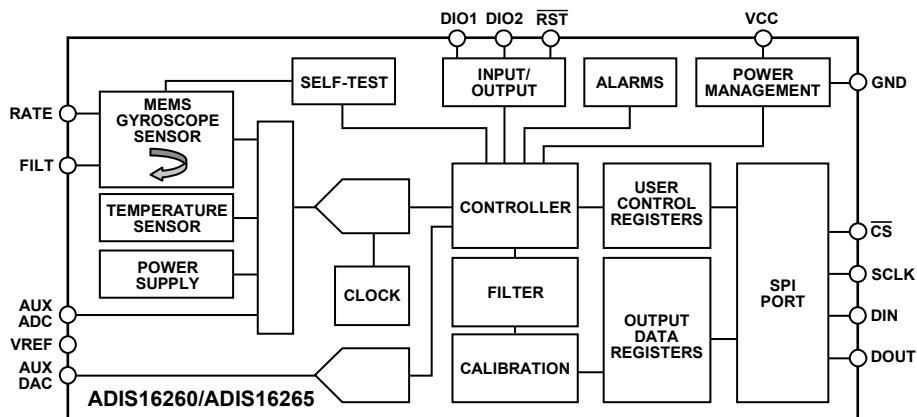 DIO1 DIO2 RST VCC
SELF-TEST
INPUT/
OUTPUT
ALARMS
POWER
MANAGEMENT
GND
RATE
MEMS
GYROSCOPE
SENSOR
FILT
TEMPERATURE
SENSOR
POWER
SUPPLY
CLOCK
CONTROLLER
USER
CONTROL
REGISTERS
FILTER
CALIBRATION
OUTPUT
DATA
REGISTERS
SPI
PORT
CS
SCLK
DIN
DOUT
AUX
ADC
VREF
AUX
DAC
ADIS16260/ADIS16265